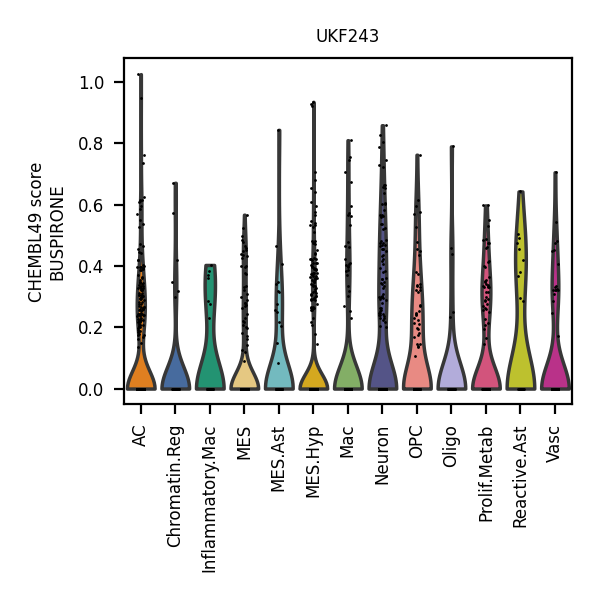 UKF243
CHEMBL49 score
BUSPIRONE
1.0
0.8
0.6
0.4
0.2
0.0
AC
Chromatin.Reg
Inflammatory.Mac
MES
MES.Ast
MES.Hyp
Mac
Neuron
OPC
Oligo
Prolif.Metab
Reactive.Ast
Vasc